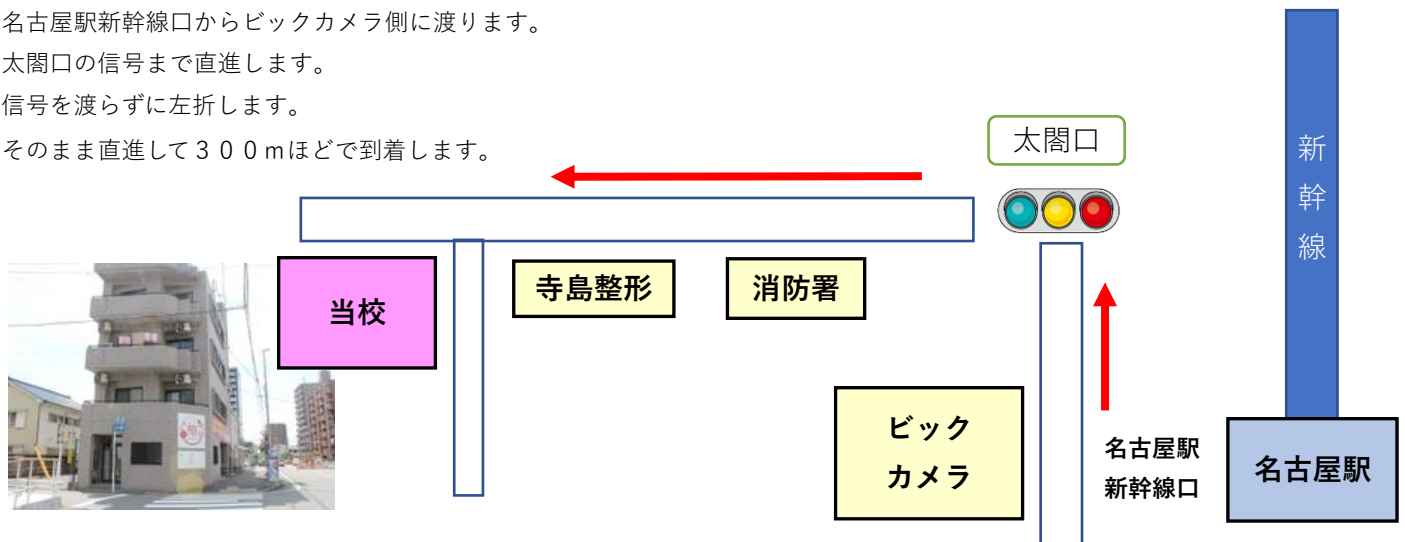 名古屋駅新幹線口からビックカメラ側に渡ります。
太閤口の信号まで直進します。
信号を渡らずに左折します。
そのまま直進して３００ｍほどで到着します。
太閤口
新幹線
当校
寺島整形
消防署
ビック
カメラ
名古屋駅
新幹線口
名古屋駅